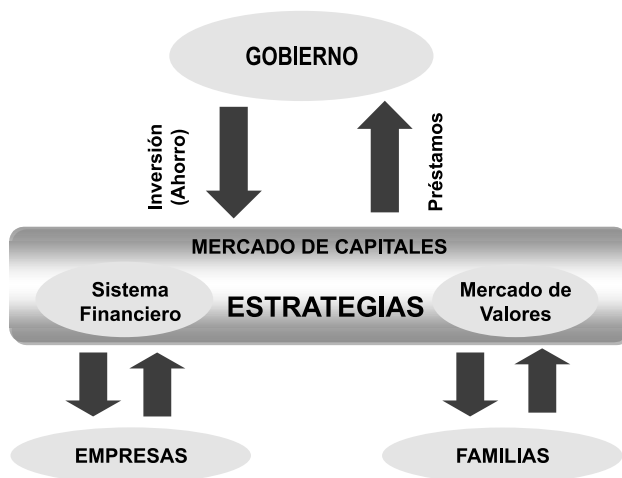 GOBIERNO
Inversión
(Ahorro)
Préstamos
MERCADO DE CAPITALES
Sistema
Financiero
ESTRATEGIAS
Mercado de
Valores
EMPRESAS
FAMILIAS